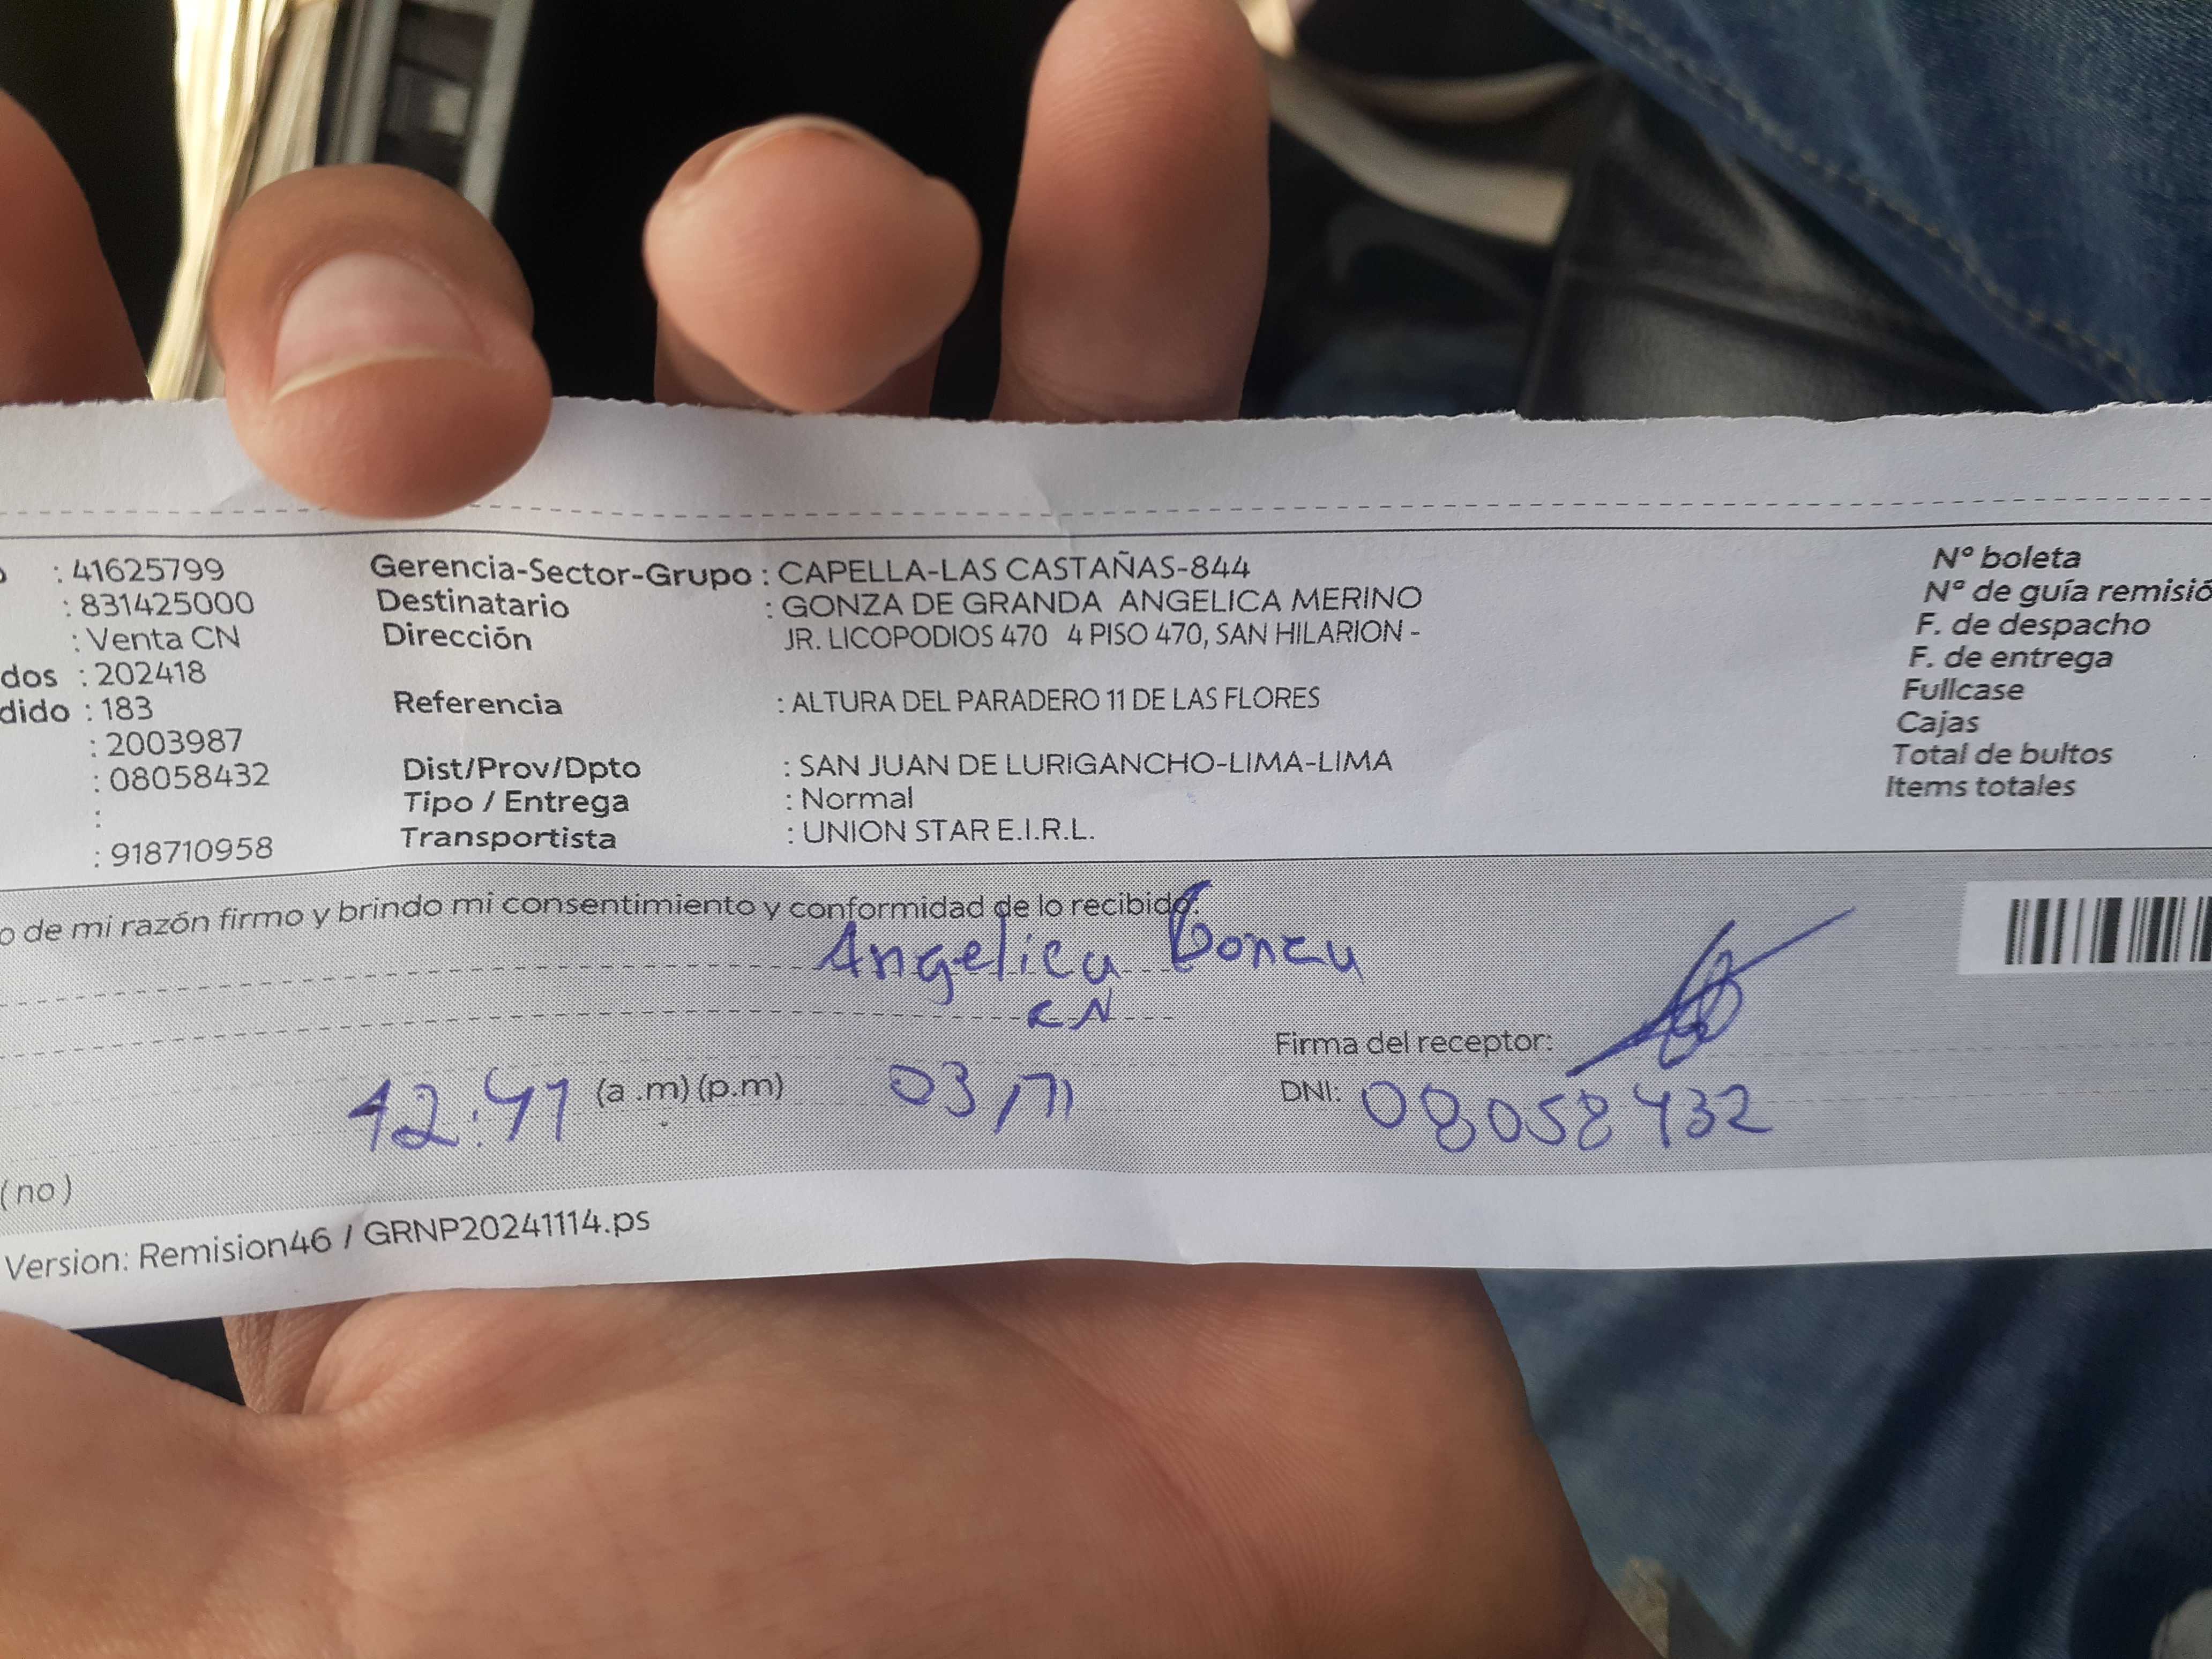 : 41625799
: 831425000
: Venta CN
dos : 202418
dido : 183
: 2003987
: 08058432
:
: 918710958
Gerencia-Sector-Grupo : CAPELLA-LAS CASTAÑAS-844
Destinatario : GONZA DE GRANDA ANGELICA MERINO
Dirección JR. LICOPODIOS 470 4 PISO 470, SAN HILARION -
Referencia : ALTURA DEL PARADERO 11 DE LAS FLORES
Dist/Prov/Dpto : SAN JUAN DE LURIGANCHO-LIMA-LIMA
Tipo / Entrega : Normal
Transportista : UNION STAR E.I.R.L.
N° boleta
N° de guía remisió
F. de despacho
F. de entrega
Fullcase
Cajas
Total de bultos
Items totales
o de mi razón firmo y brindo mi consentimiento y conformidad de lo recibido.
Angelica Gonza
CN
Firma del receptor:
12:41 (a .m) (p.m) 03/11 DNI: 08058432
(no)
Version: Remision46 / GRNP20241114.ps